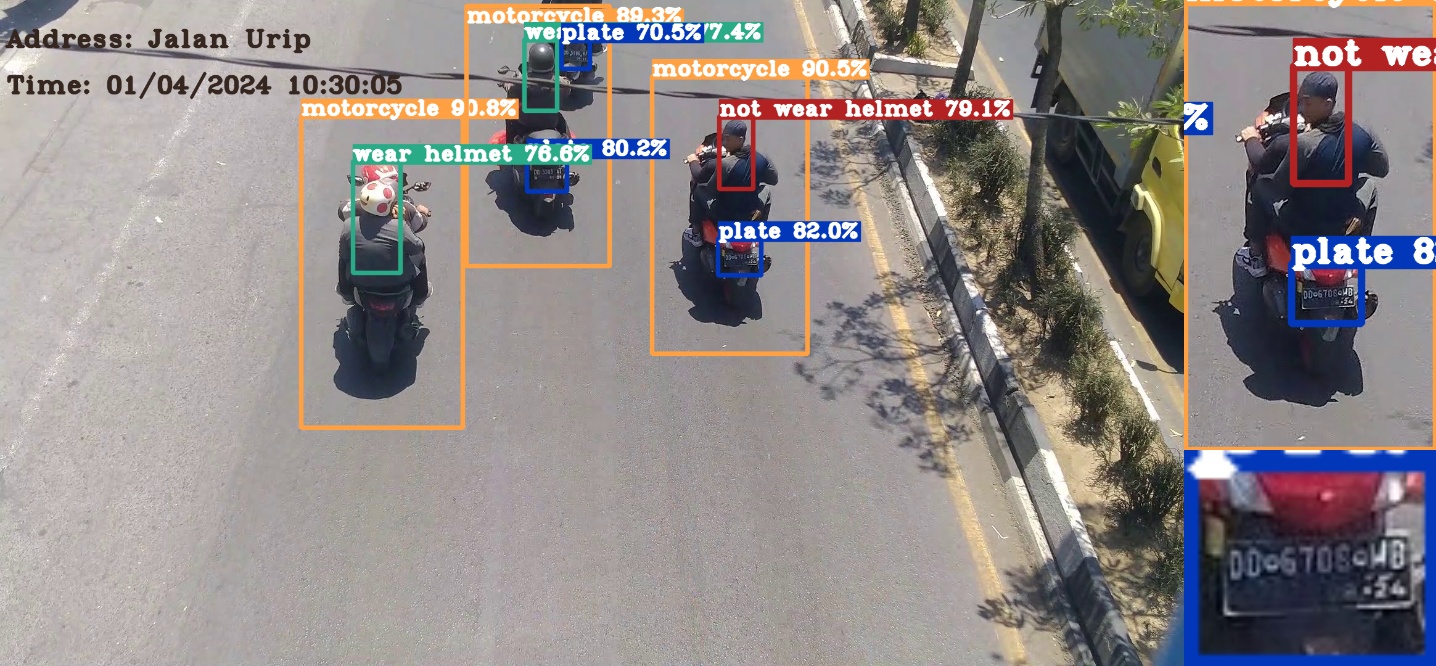 Address: Jalan Urip
Time: 01/04/2024 10:30:05
motorcycle 89.3%
plate 70.5%
77.4%
motorcycle 90.5%
motorcycle 90.8%
not wear helmet 79.1%
wear helmet 76.6%
80.2%
plate 82.0%
not wea
%
plate 8
DD 6708 WB